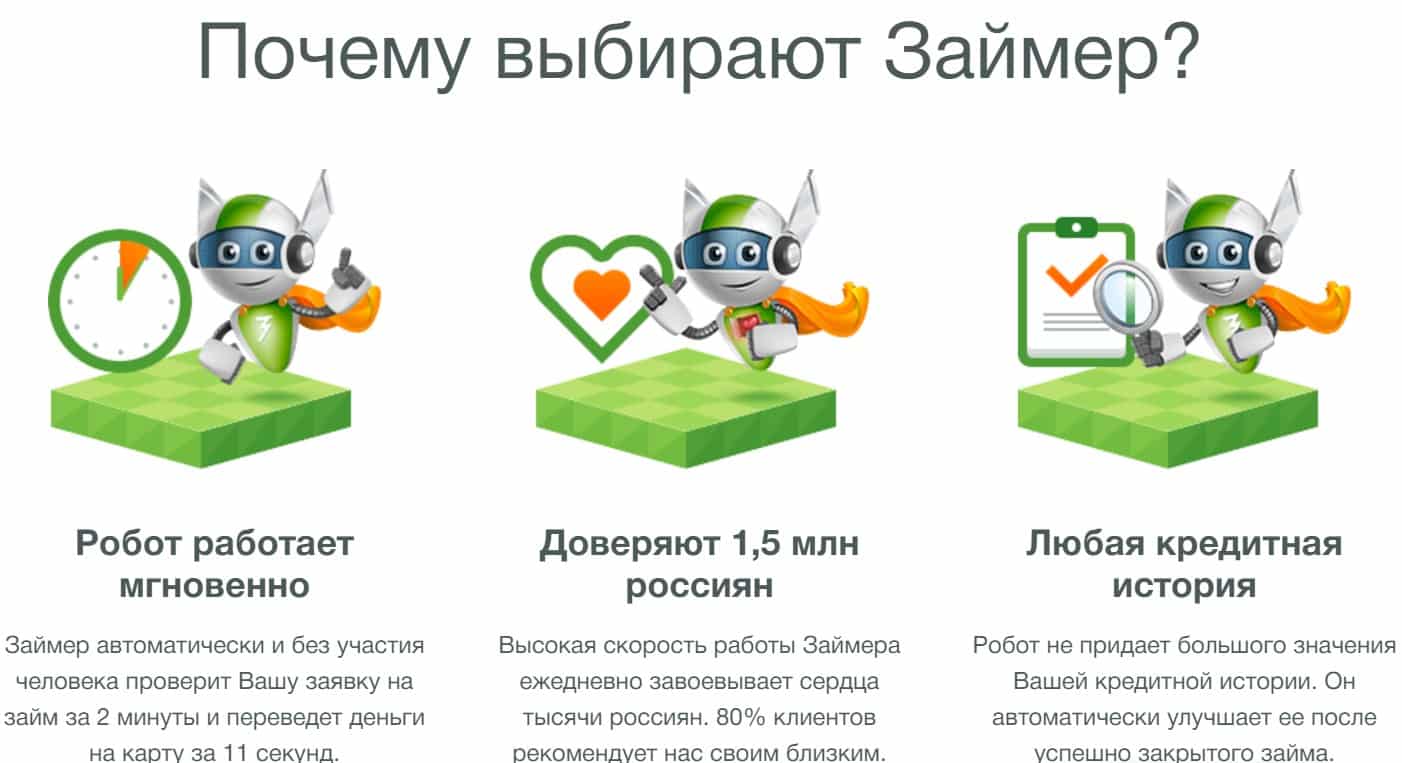 Почему выбирают Займер?
Робот работает
мгновенно
Займер автоматически и без участия
человека проверит Вашу заявку на
займ за 2 минуты и переведет деньги
на карту за 11 секунд.
Доверяют 1,5 млн
россиян
Высокая скорость работы Займера
ежедневно завоевывает сердца
тысячи россиян. 80% клиентов
рекомендует нас своим близким.
Любая кредитная
история
Робот не придает большого значения
Вашей кредитной истории. Он
автоматически улучшает ее после
успешно закрытого займа.